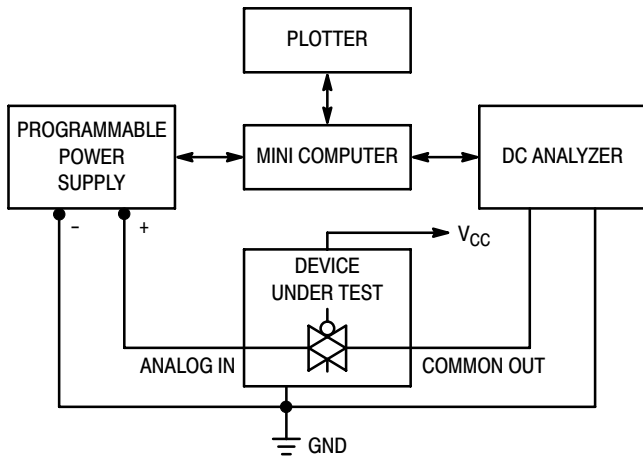 PLOTTER
PROGRAMMABLE
POWER
SUPPLY
MINI COMPUTER
DC ANALYZER
− +
VCC
DEVICE
UNDER TEST
ANALOG IN
COMMON OUT
GND